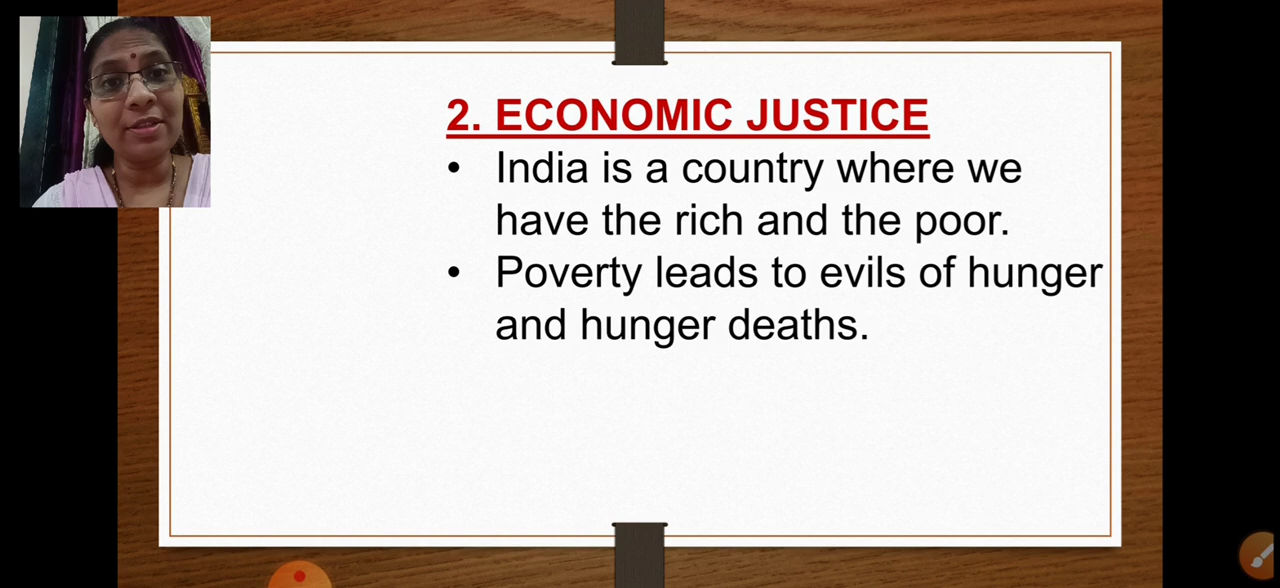 2. ECONOMIC JUSTICE
• India is a country where we
have the rich and the poor.
• Poverty leads to evils of hunger
and hunger deaths.